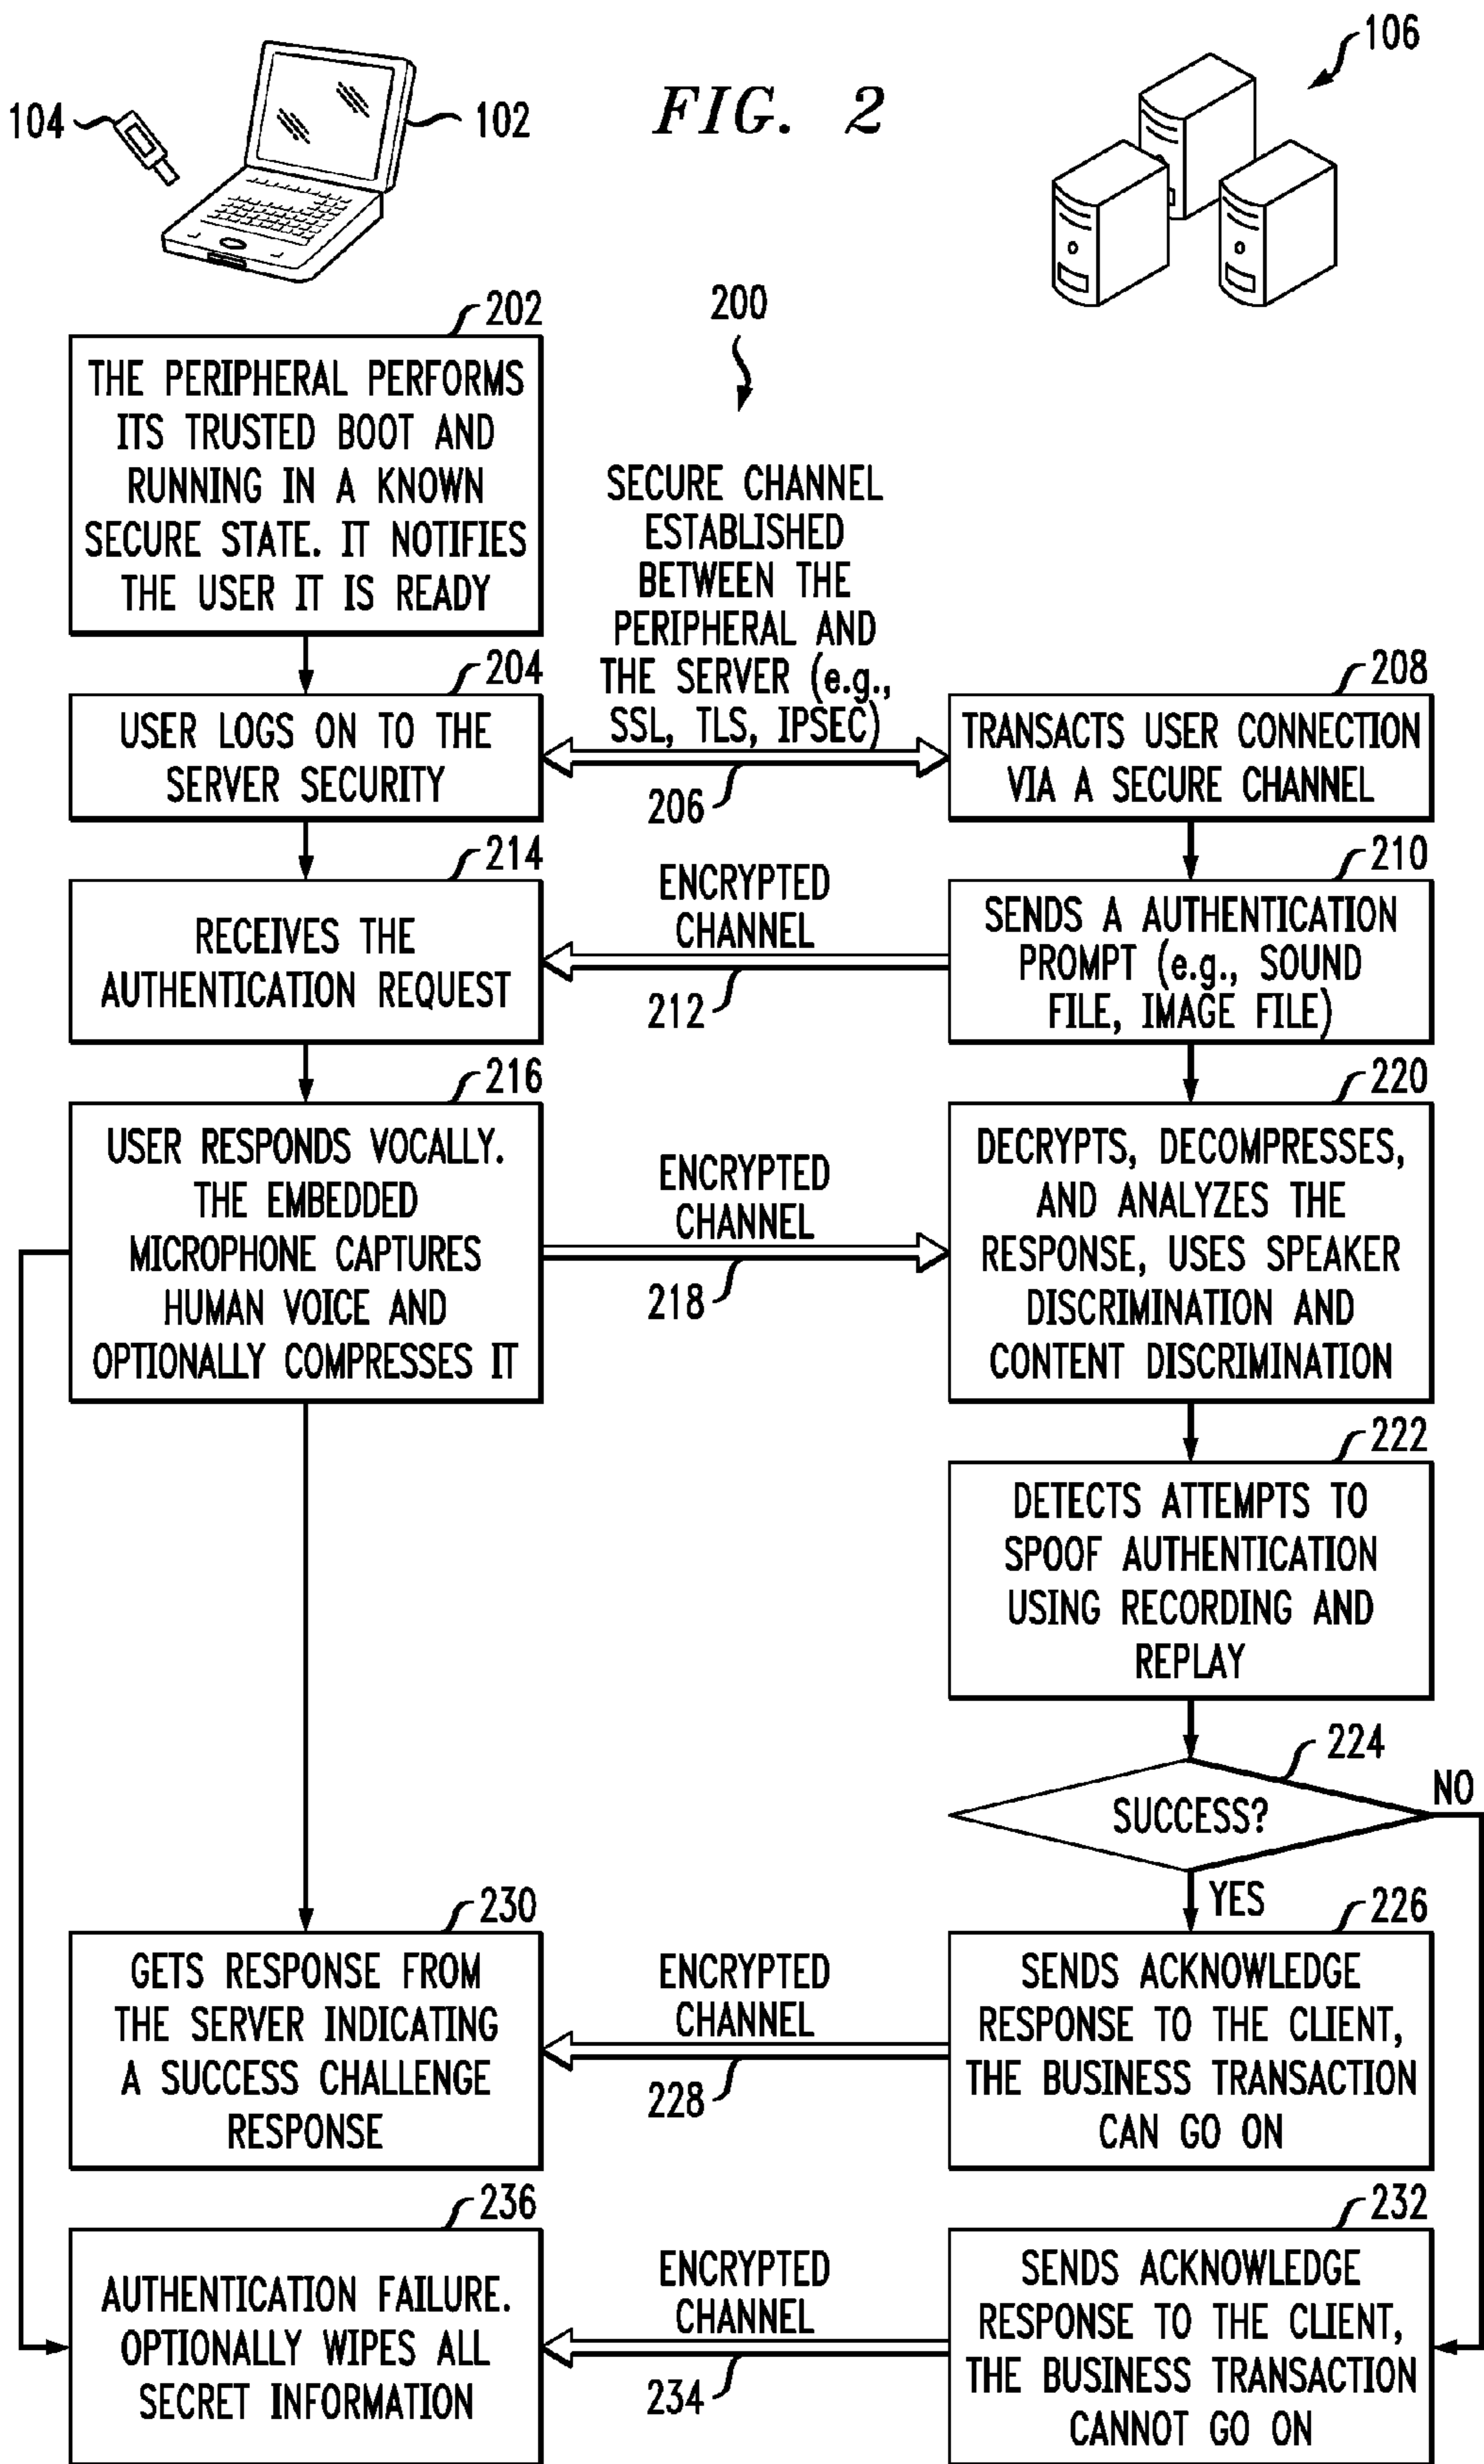 106
104
102
FIG. 2
202
THE PERIPHERAL PERFORMS
ITS TRUSTED BOOT AND
RUNNING IN A KNOWN
SECURE STATE. IT NOTIFIES
THE USER IT IS READY
200
SECURE CHANNEL
ESTABLISHED
BETWEEN THE
PERIPHERAL AND
THE SERVER (e.g.,
SSL, TLS, IPSEC)
206
204
USER LOGS ON TO THE
SERVER SECURITY
208
TRANSACTS USER CONNECTION
VIA A SECURE CHANNEL
214
RECEIVES THE
AUTHENTICATION REQUEST
ENCRYPTED
CHANNEL
212
210
SENDS A AUTHENTICATION
PROMPT (e.g., SOUND
FILE, IMAGE FILE)
216
USER RESPONDS VOCALLY.
THE EMBEDDED
MICROPHONE CAPTURES
HUMAN VOICE AND
OPTIONALLY COMPRESSES IT
ENCRYPTED
CHANNEL
218
220
DECRYPTS, DECOMPRESSES,
AND ANALYZES THE
RESPONSE, USES SPEAKER
DISCRIMINATION AND
CONTENT DISCRIMINATION
222
DETECTS ATTEMPTS TO
SPOOF AUTHENTICATION
USING RECORDING AND
REPLAY
224
SUCCESS?
NO
YES
230
GETS RESPONSE FROM
THE SERVER INDICATING
A SUCCESS CHALLENGE
RESPONSE
ENCRYPTED
CHANNEL
228
226
SENDS ACKNOWLEDGE
RESPONSE TO THE CLIENT,
THE BUSINESS TRANSACTION
CAN GO ON
236
AUTHENTICATION FAILURE.
OPTIONALLY WIPES ALL
SECRET INFORMATION
ENCRYPTED
CHANNEL
234
232
SENDS ACKNOWLEDGE
RESPONSE TO THE CLIENT,
THE BUSINESS TRANSACTION
CANNOT GO ON